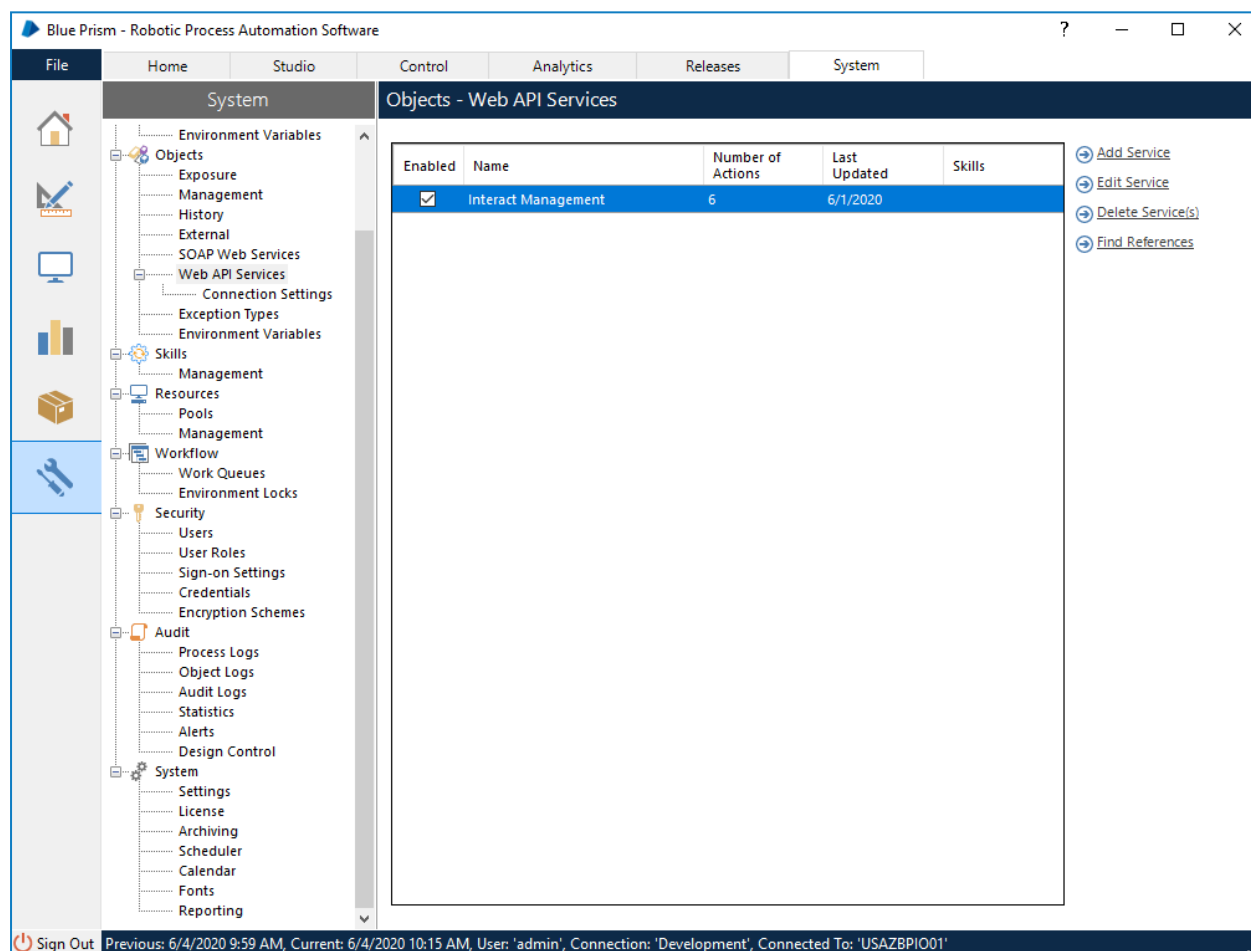 Blue Prism - Robotic Process Automation Software
?
File
Home
Studio
Control
Analytics
Releases
System
System
Environment Variables
Objects
Exposure
Management
History
External
SOAP Web Services
Web API Services
Connection Settings
Exception Types
Environment Variables
Skills
Management
Resources
Pools
Management
Workflow
Work Queues
Environment Locks
Security
Users
User Roles
Sign-on Settings
Credentials
Encryption Schemes
Audit
Process Logs
Object Logs
Audit Logs
Statistics
Alerts
Design Control
System
Settings
License
Archiving
Scheduler
Calendar
Fonts
Reporting
Objects - Web API Services
Enabled Name Number of Actions Last Updated Skills
Interact Management 6 6/1/2020
Add Service
Edit Service
Delete Service(s)
Find References
Sign Out
Previous: 6/4/2020 9:59 AM, Current: 6/4/2020 10:15 AM, User: 'admin', Connection: 'Development', Connected To: 'USAZBPIO01'